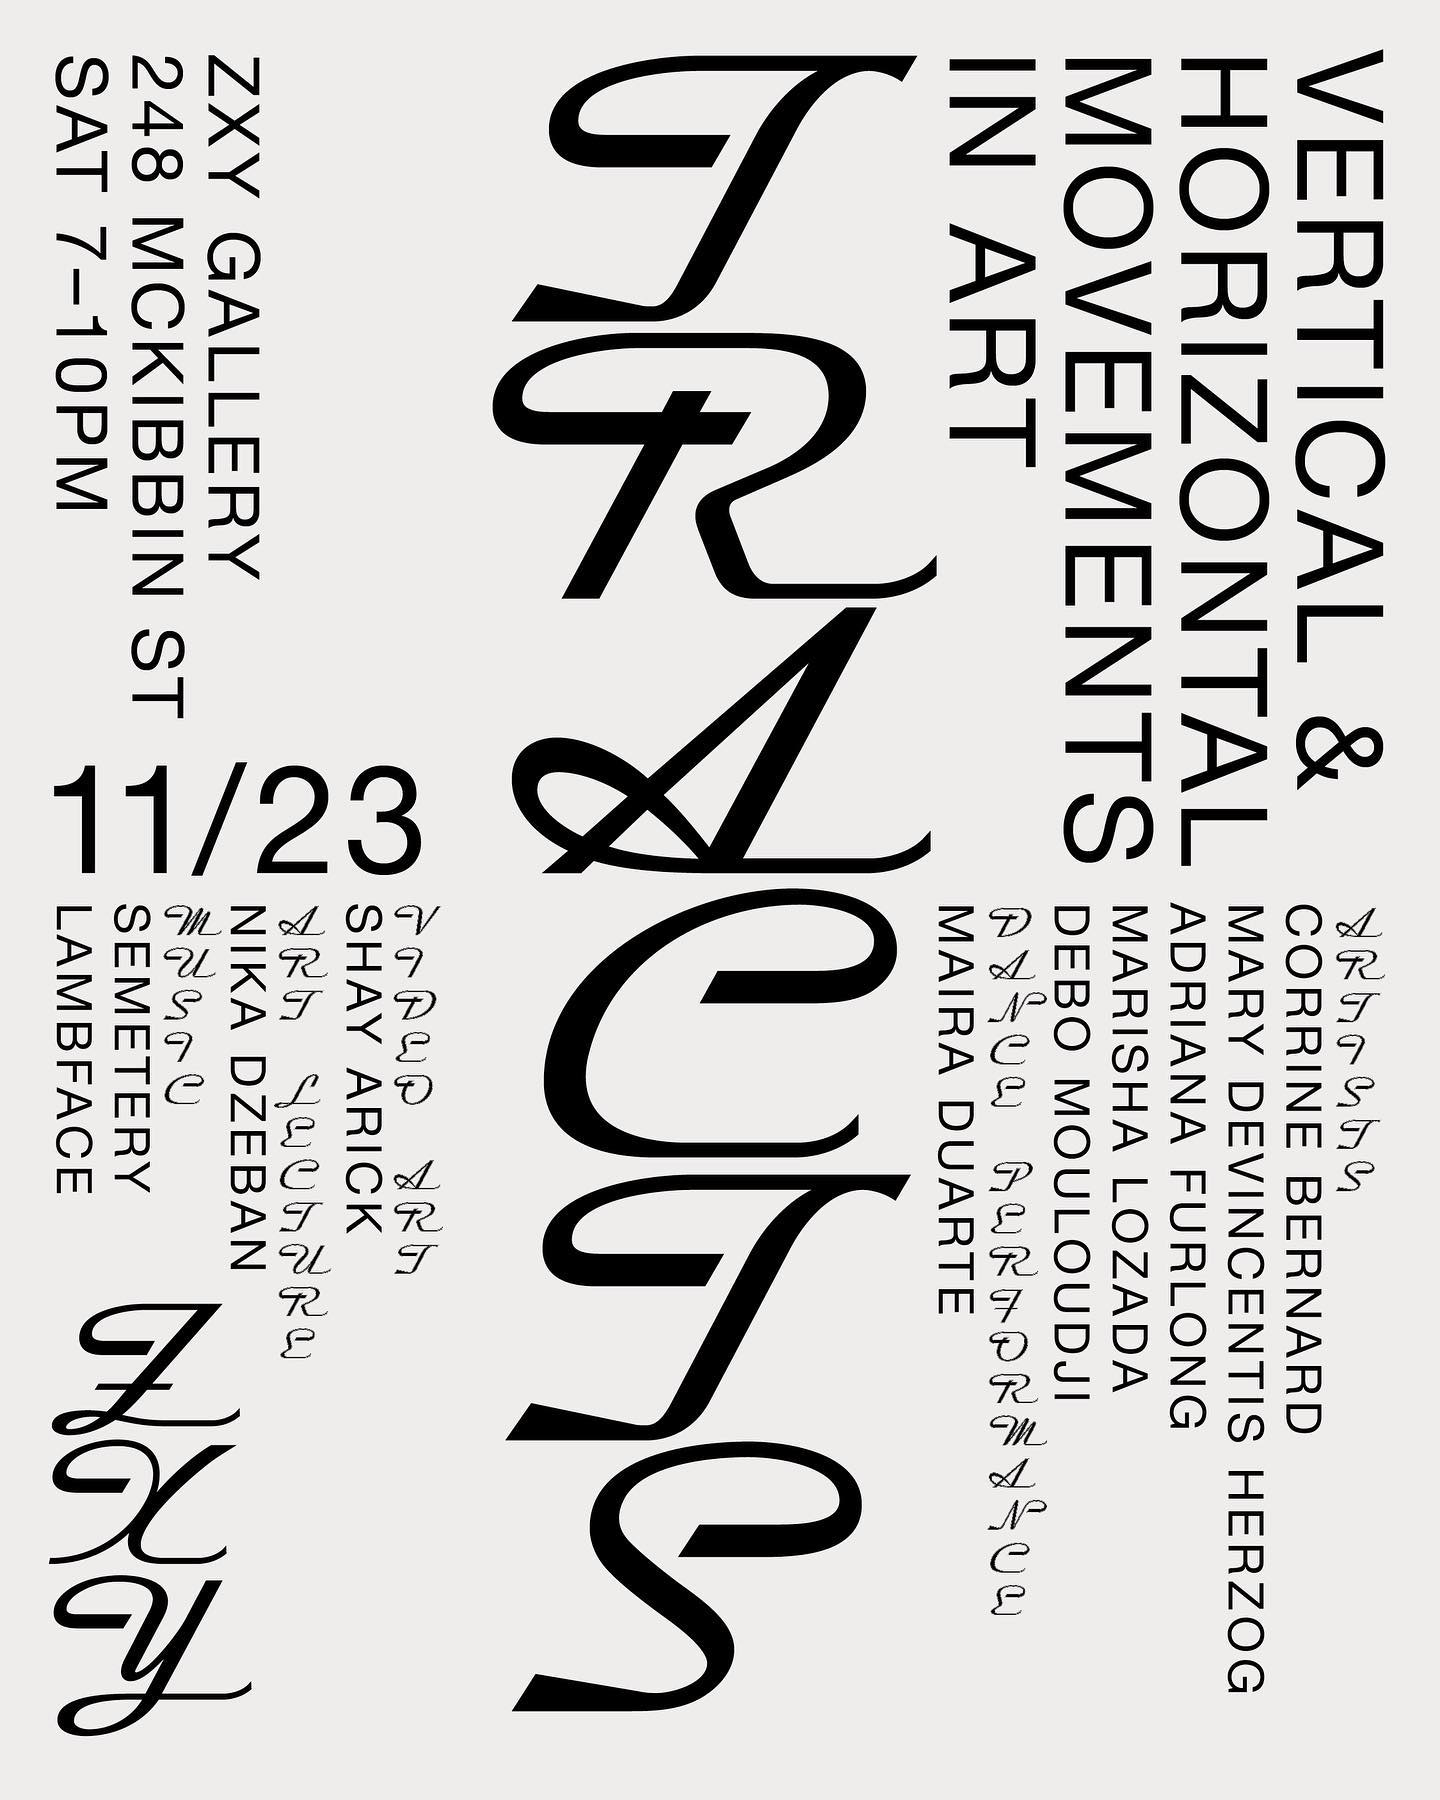 VERTICAL &
HORIZONTAL
MOVEMENTS
IN ART
TRACTS
ZXY GALLERY
248 MCKIBBIN ST
SAT 7–10PM
11/23
ARTISTS
CORRINE BERNARD
MARY DEVINCENTIS HERZOG
ADRIANA FURLONG
MARISHA LOZADA
DEBO MOULOUDJI
DANCE PERFORMANCE
MAIRA DUARTE
VIDEO ART
SHAY ARICK
ART LECTURE
NIKA DZEBAN
MUSIC
SEMETERY
LAMBFACE
ZXY